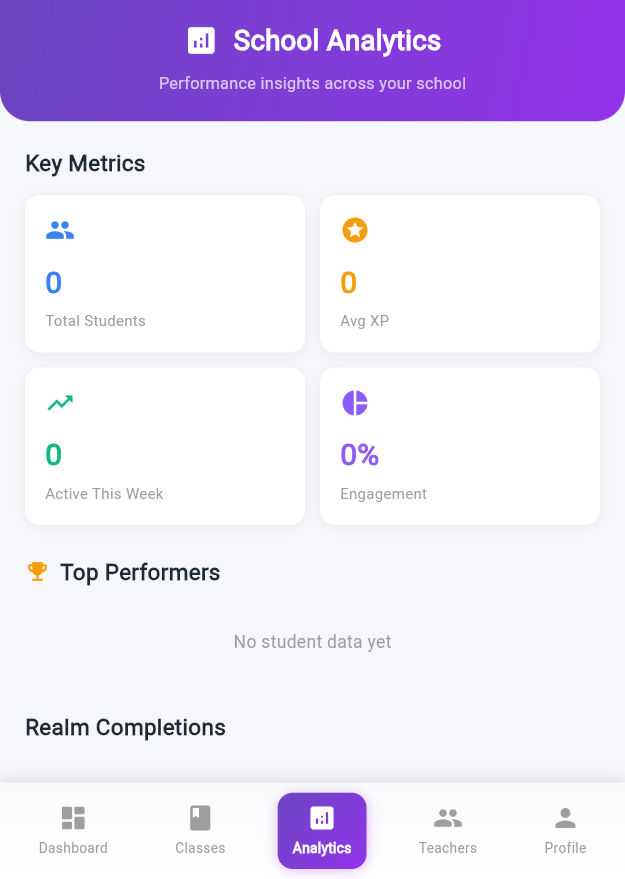 School Analytics
Performance insights across your school
Key Metrics
0
Total Students
0
Avg XP
0
Active This Week
0%
Engagement
Top Performers
No student data yet
Realm Completions
Dashboard
Classes
Analytics
Teachers
Profile